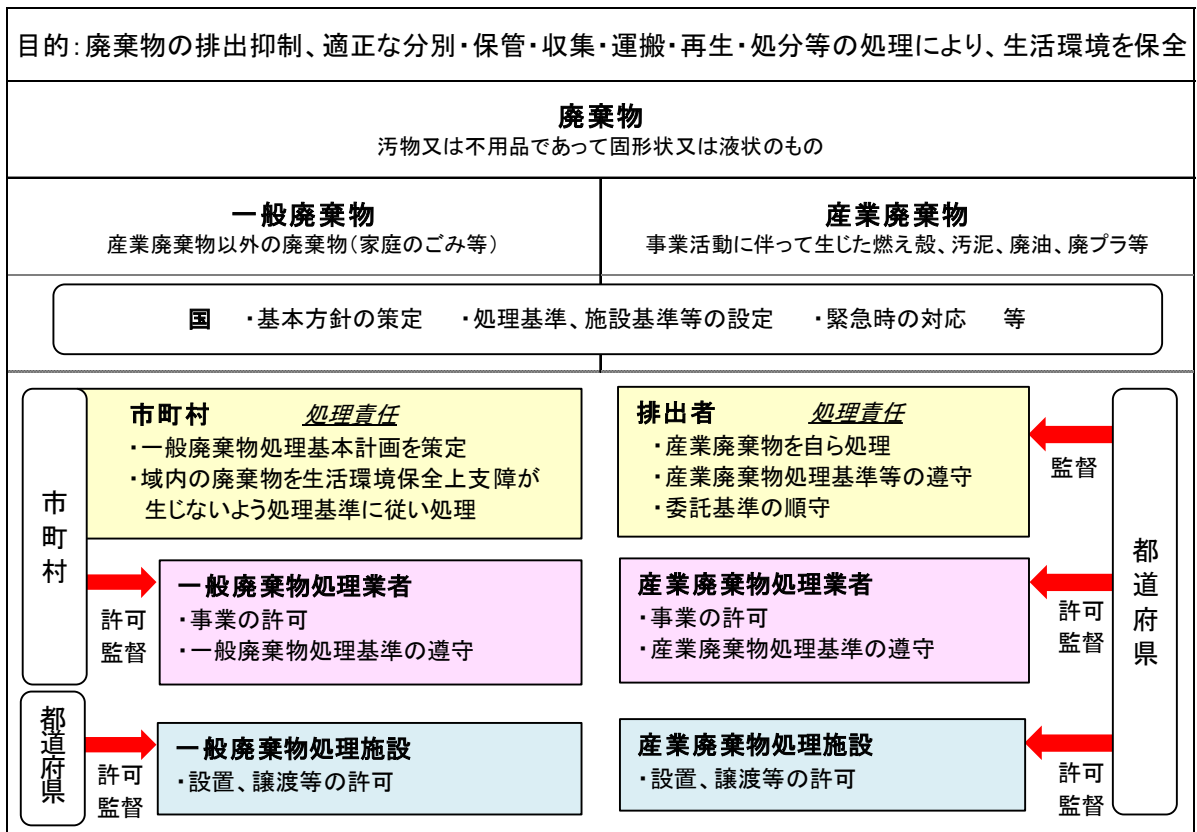 目的：廃棄物の排出抑制、適正な分別・保管・収集・運搬・再生・処分等の処理により、生活環境を保全
廃棄物
汚物又は不用品であって固形状又は液状のもの
一般廃棄物
産業廃棄物以外の廃棄物（家庭のごみ等）
産業廃棄物
事業活動に伴って生じた燃え殻、汚泥、廃油、廃プラ等
国　・基本方針の策定　・処理基準、施設基準等の設定　・緊急時の対応　等
市町村
市町村　処理責任
・一般廃棄物処理基本計画を策定
・域内の廃棄物を生活環境保全上支障が
生じないよう処理基準に従い処理
許可
監督
一般廃棄物処理業者
・事業の許可
・一般廃棄物処理基準の遵守
都道府県
許可
監督
一般廃棄物処理施設
・設置、譲渡等の許可
排出者　処理責任
・産業廃棄物を自ら処理
・産業廃棄物処理基準等の遵守
・委託基準の順守
監督
産業廃棄物処理業者
・事業の許可
・産業廃棄物処理基準の遵守
許可
監督
産業廃棄物処理施設
・設置、譲渡等の許可
許可
監督
都道府県